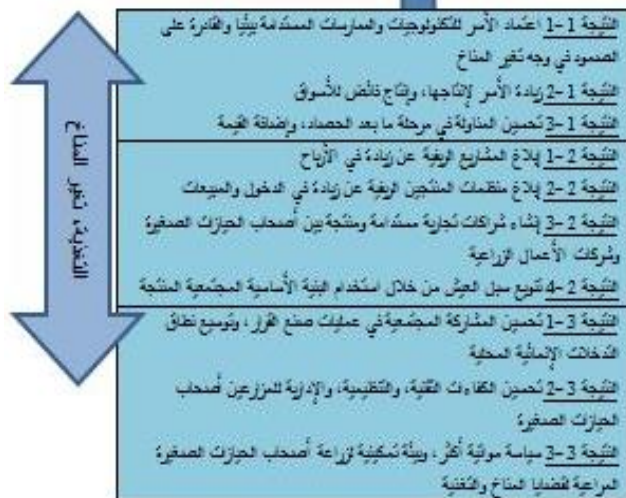 النتيجة 1-1 اعتماد الأسر للتكنولوجيات والممارسات المستدامة بيئيا والقادرة على
الصمود في وجه تغير المناخ
النتيجة 1-2 زيادة الأسر لإنتاجها، وإنتاج فائض للأسواق
النتيجة 1-3 تحسين المناولة في مرحلة ما بعد الحصاد، وإضافة القيمة
النتيجة 2-1 إبلاغ المشاريع الريفية عن زيادة في الأرباح
النتيجة 2-2 إبلاغ منظمات المنتجين الريفية عن زيادة في الدخول والمبيعات
النتيجة 2-3 إنشاء شراكات تجارية مستدامة ومنتجة بين أصحاب الحيازات الصغيرة
وشركات الأعمال الزراعية
النتيجة 2-4 تنويع سبل العيش من خلال استخدام البنية الأساسية المجتمعية المنتجة
النتيجة 3-1 تحسين المشاركة المجتمعية في عمليات صنع القرار، وتوسيع نطاق
التدخلات الإنمائية المحلية
النتيجة 3-2 تحسين الكفاءات التقنية، والتنظيمية، والإدارية للمزارعين أصحاب
الحيازات الصغيرة
النتيجة 3-3 سياسة مواتية أكثر، وبيئة تمكينية لزراعة أصحاب الحيازات الصغيرة
المراعية لقضايا المناخ والتغذية
التغذية، تغير المناخ